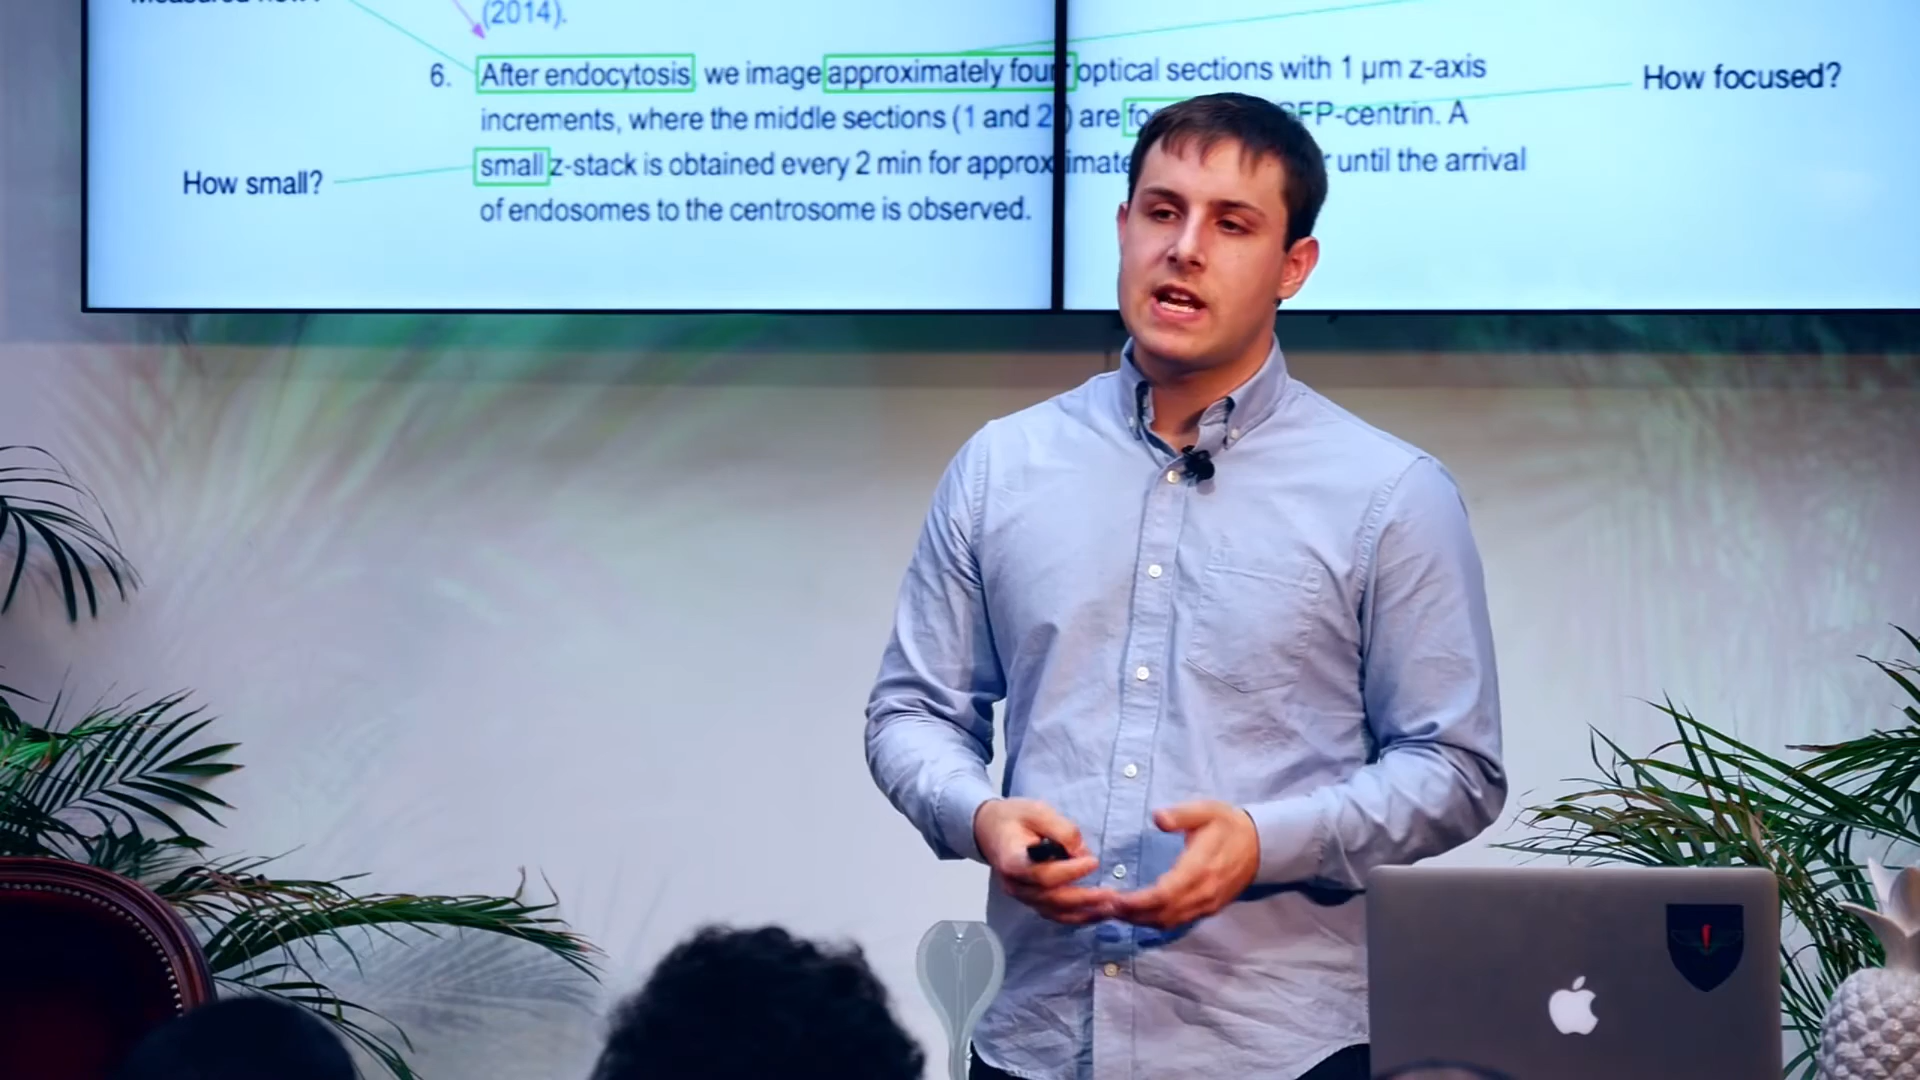 (2014).
6. After endocytosis, we image approximately four optical sections with 1 µm z-axis
How focused?
increments, where the middle sections (1 and 2) are FP-centrin. A
How small?
small z-stack is obtained every 2 min for approximate until the arrival
of endosomes to the centrosome is observed.